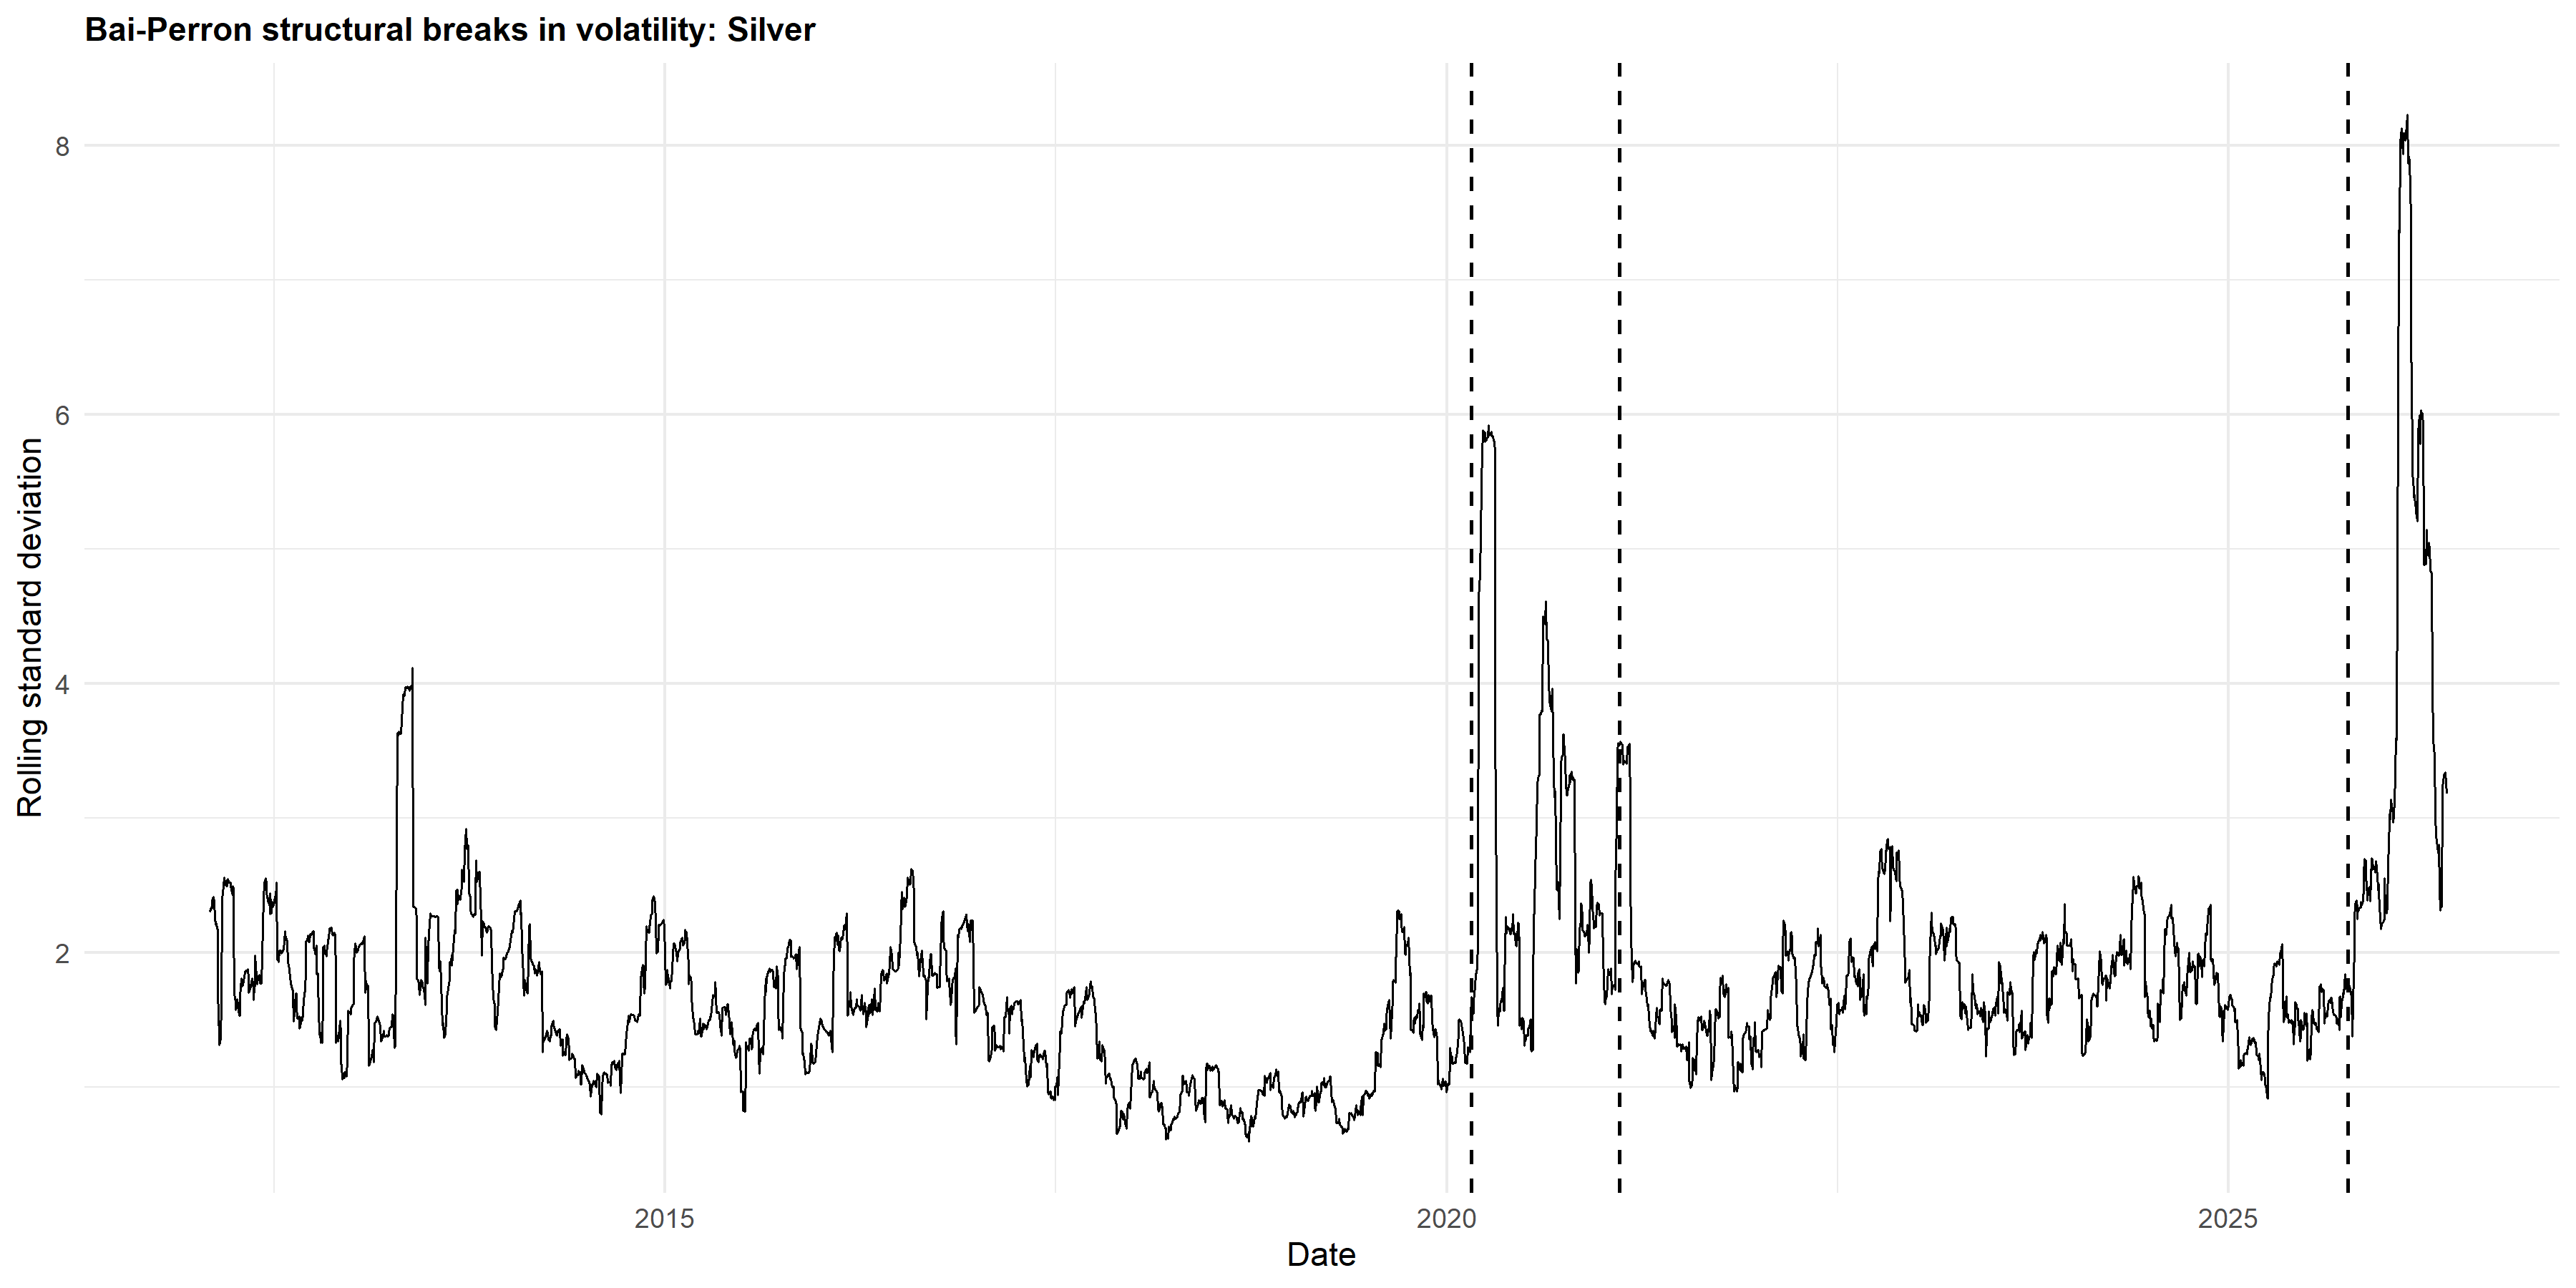 Bai-Perron structural breaks in volatility: Silver
Rolling standard deviation
8
6
4
2
2015
2020
2025
Date